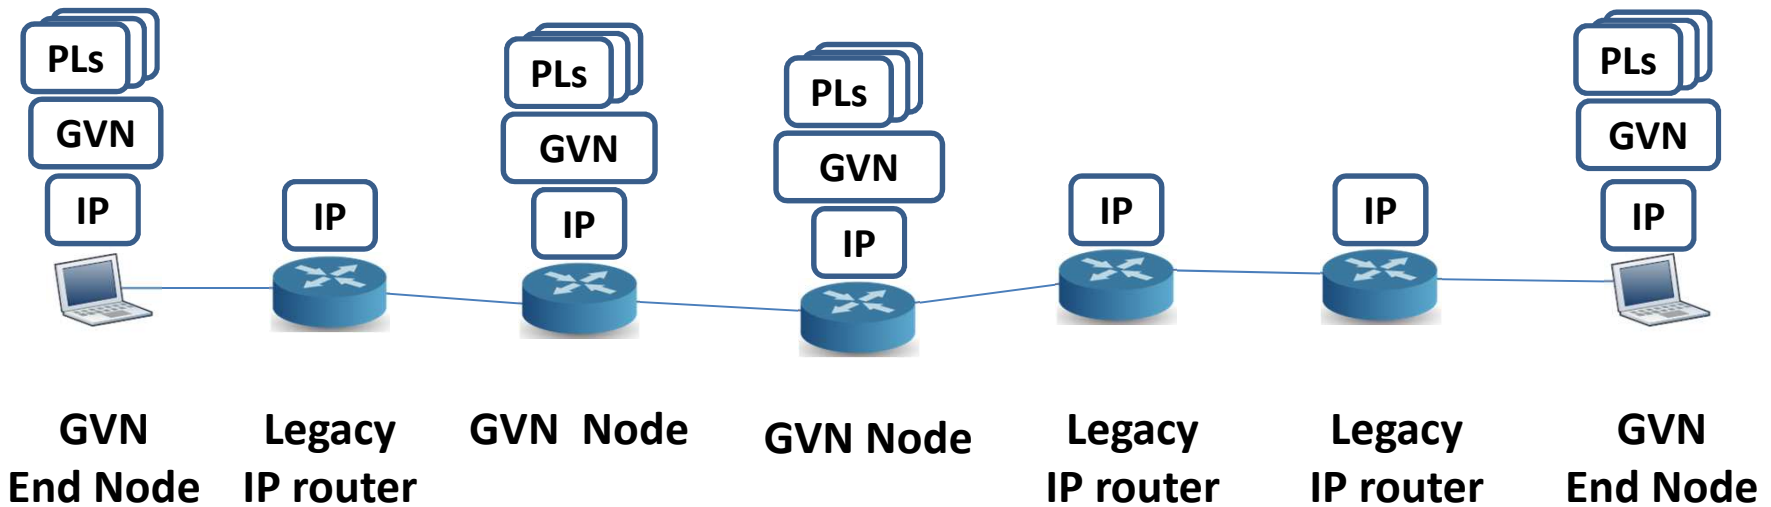 PLs
GVN
IP
IP
PLs
GVN
IP
PLs
GVN
IP
IP
IP
PLs
GVN
IP
GVN
End Node
Legacy
IP router
GVN Node
GVN Node
Legacy
IP router
Legacy
IP router
GVN
End Node